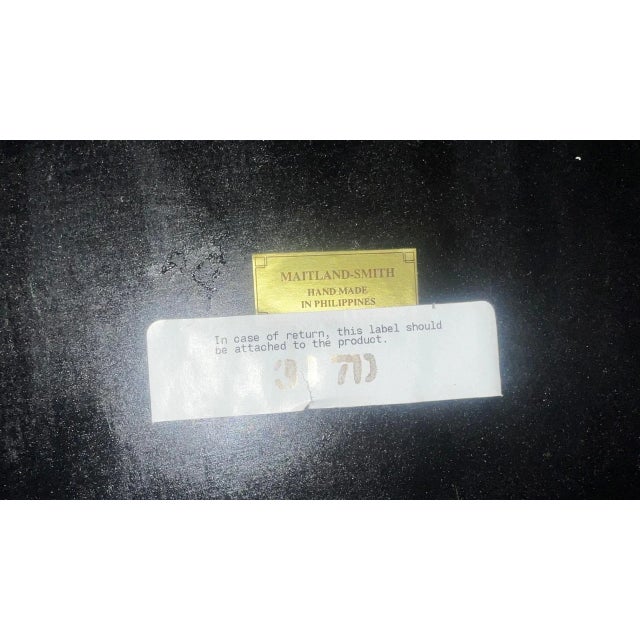 MAITLAND-SMITH
HAND MADE
IN PHILIPPINES
In case of return, this label should
be attached to the product.